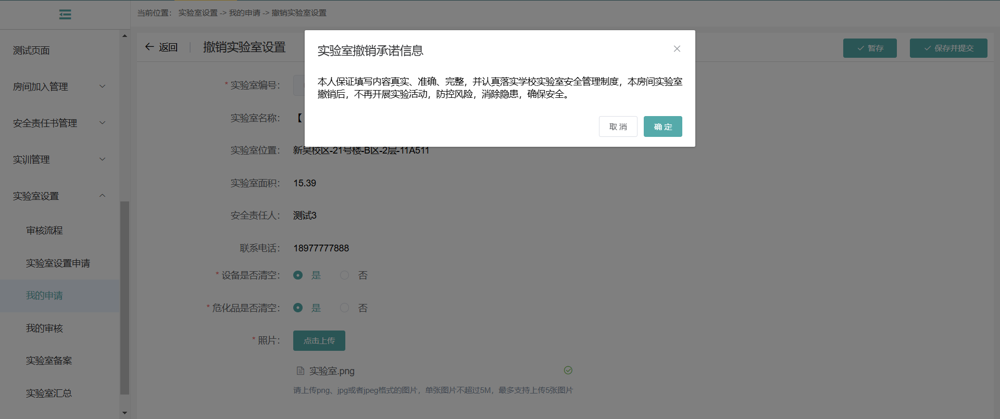 当前位置： 实验室设置 -> 我的申请 -> 撤销实验室设置
测试页面
房间加入管理
安全责任书管理
实训管理
实验室设置
审核流程
实验室设置申请
我的申请
我的审核
实验室备案
实验室汇总
返回
撤销实验室设置
暂存
保存并提交
实验室撤销承诺信息
本人保证填写内容真实、准确、完整，并认真落实学校实验室安全管理制度，本房间实验室
撤销后，不再开展实验活动，防控风险，消除隐患，确保安全。
取 消
确 定
* 实验室编号：
实验室名称： 【
实验室位置： 新吴校区-21号楼-B区-2层-11A511
实验室面积： 15.39
安全责任人： 测试3
联系电话： 18977777888
* 设备是否清空： 是 否
* 危化品是否清空： 是 否
* 照片： 点击上传
实验室.png
请上传png、jpg或者jpeg格式的图片，单张图片不超过5M，最多支持上传5张图片